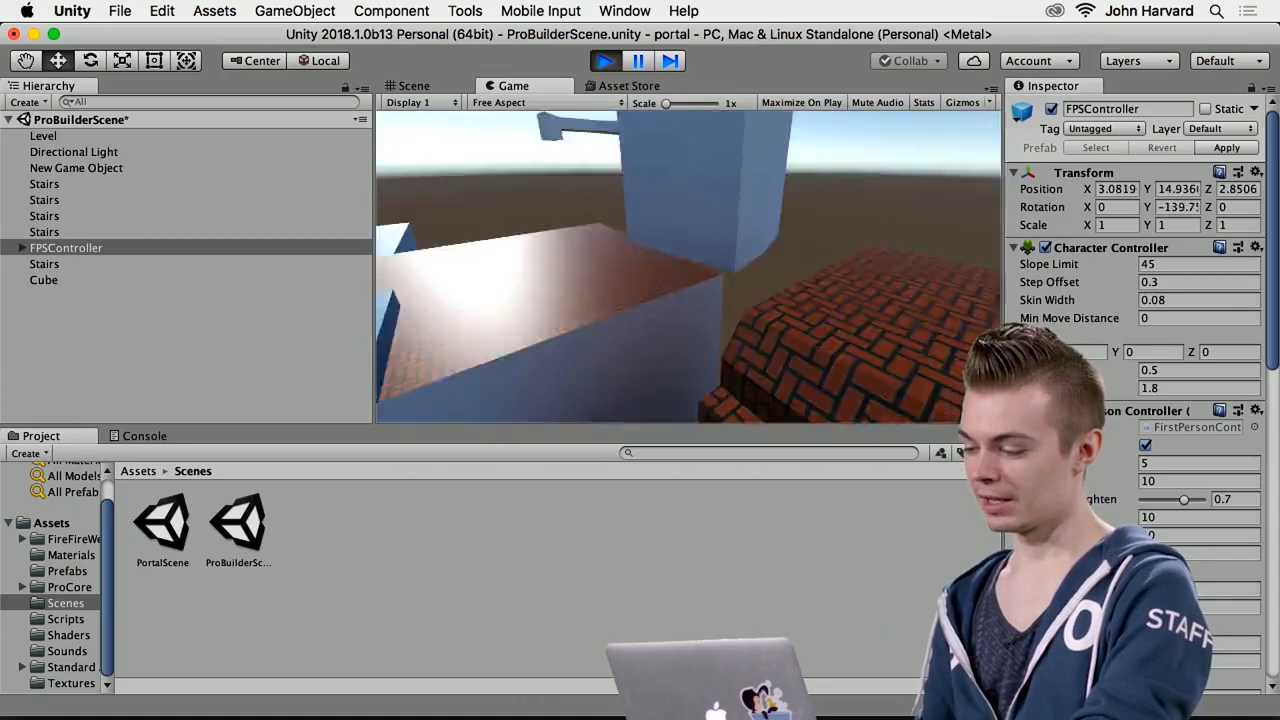 Unity File Edit Assets GameObject Component Tools Mobile Input Window Help John Harvard
Unity 2018.1.0b13 Personal (64bit) - ProBuilderScene.unity - portal - PC, Mac & Linux Standalone (Personal) <Metal>
Center Local Collab Account Layers Default
Hierarchy Scene Game Asset Store Inspector
Create All Display 1 Free Aspect Scale 1x Maximize On Play Mute Audio Stats Gizmos
FPSController Static
ProBuilderScene*
Tag Untagged Layer Default
Level
Prefab Select Revert Apply
Directional Light
New Game Object
Transform
Stairs
Position X 3.0819 Y 14.936 Z 2.8506
Stairs
Rotation X 0 Y -139.7 Z 0
Stairs
Scale X 1 Y 1 Z 1
Stairs
FPSController
Character Controller
Stairs
Slope Limit 45
Cube
Step Offset 0.3
Skin Width 0.08
Min Move Distance 0
Y 0 Z 0
0.5
1.8
son Controller (
FirstPersonCont
5
10
ghten 0.7
10
Project Console
Create
Assets Scenes
All Models
All Prefab
Assets
FireFireWe
Materials
Prefabs
ProCore
Scenes
Scripts
Shaders
Sounds
Standard
Textures
PortalScene ProBuilderSc...
STAFF